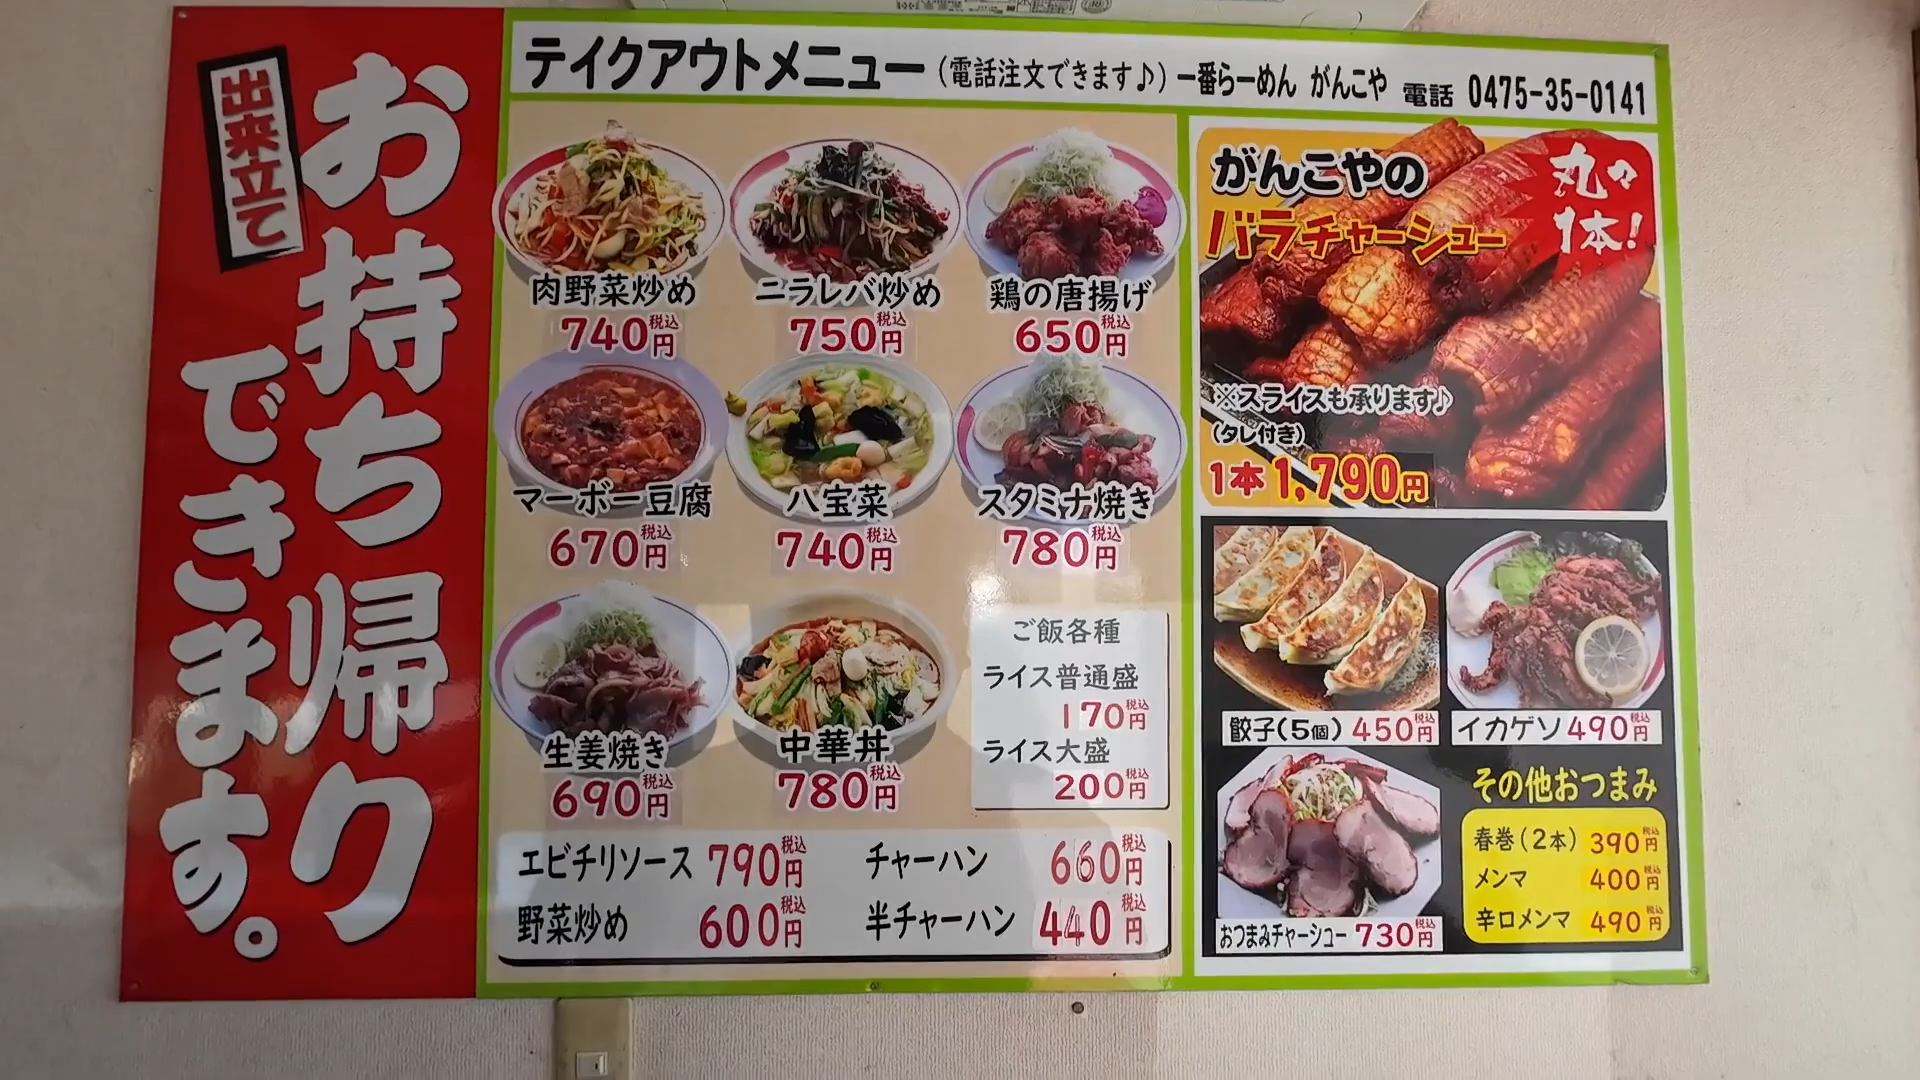 出来立て
お持ち帰り
できます。
テイクアウトメニュー(電話注文できます♪)一番らーめん がんこや 電話 0475-35-0141
肉野菜炒め
740円税込
ニラレバ炒め
750円税込
鶏の唐揚げ
650円税込
マーボー豆腐
670円税込
八宝菜
740円税込
スタミナ焼き
780円税込
生姜焼き
690円税込
中華丼
780円税込
ご飯各種
ライス普通盛
170円税込
ライス大盛
200円税込
エビチリソース 790円税込
野菜炒め 600円税込
チャーハン 660円税込
半チャーハン 440円税込
がんこやの
バラチャーシュー
丸々
1本!
※スライスも承ります♪
(タレ付き)
1本1,790円
餃子(5個) 450円税込
イカゲソ 490円税込
おつまみチャーシュー 730円税込
その他おつまみ
春巻(2本) 390円税込
メンマ 400円税込
辛口メンマ 490円税込